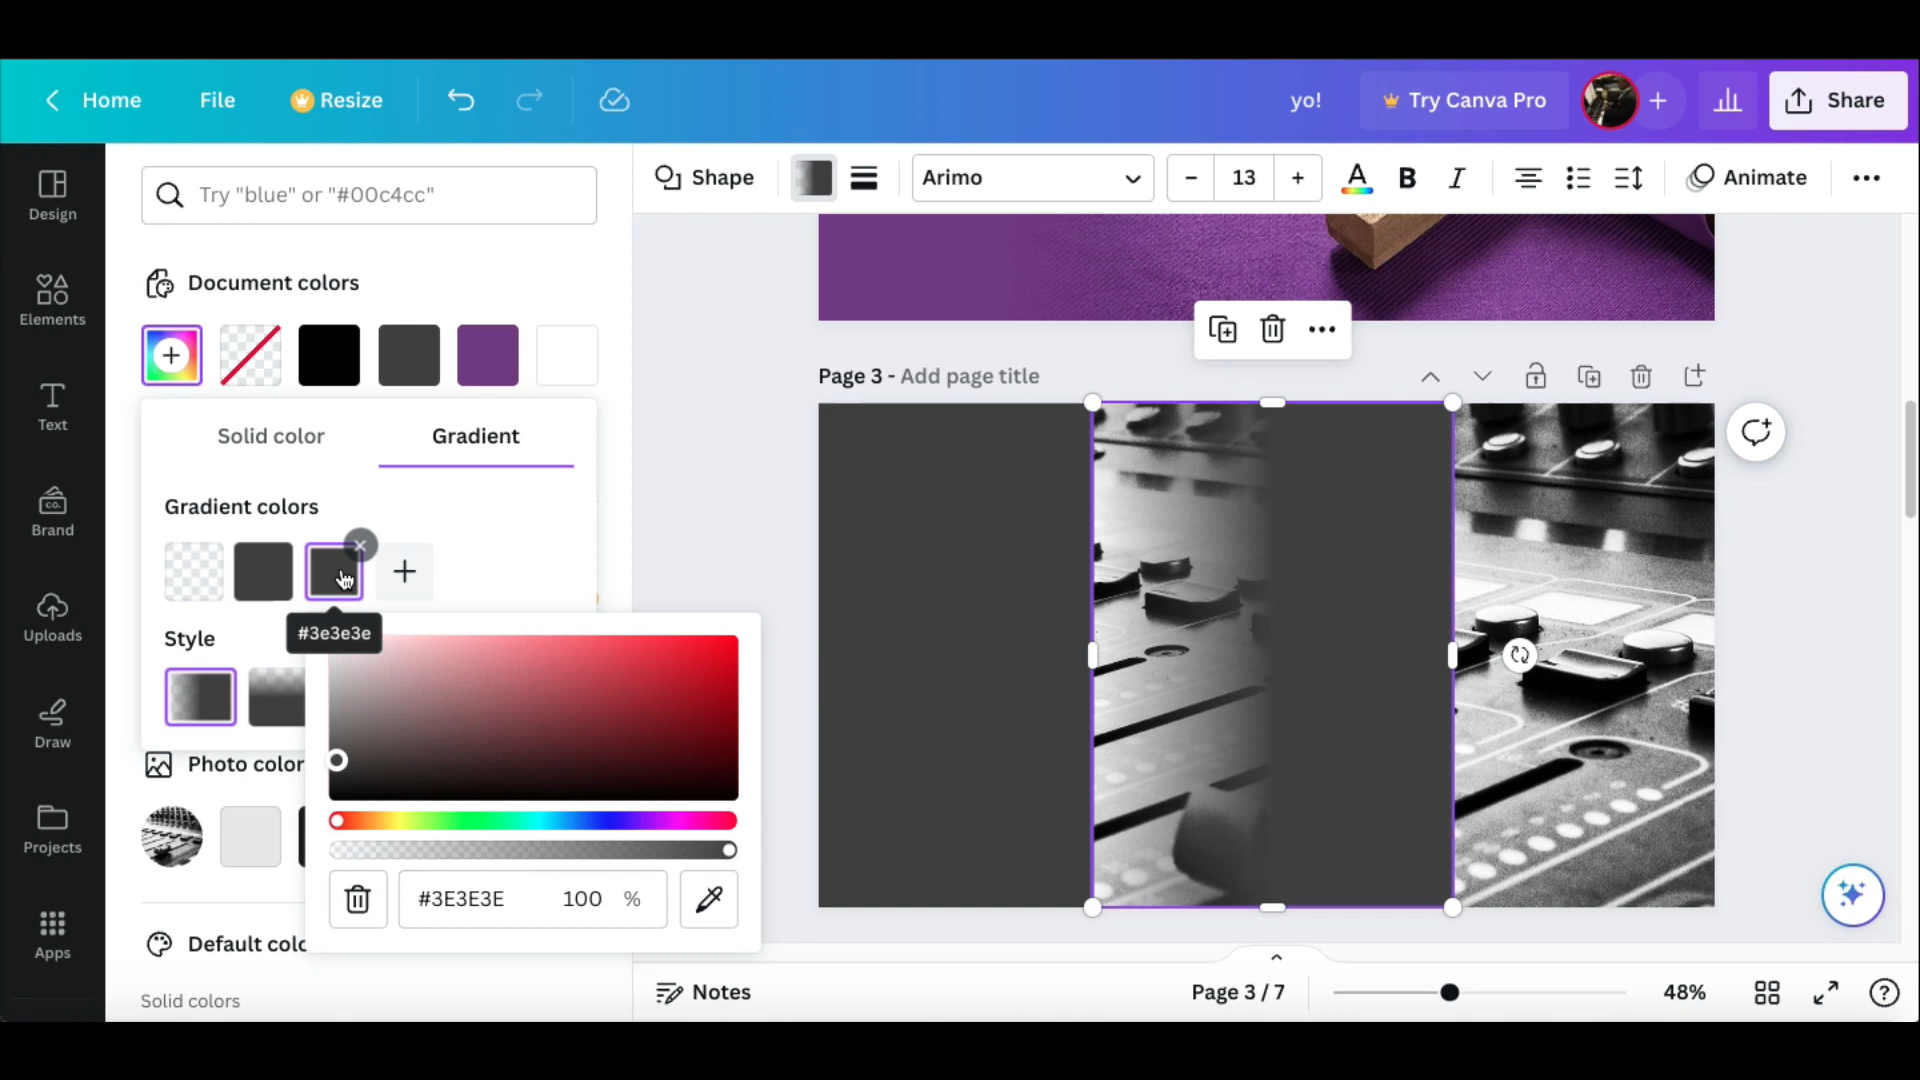 Home File Resize yo! Try Canva Pro Share
Design
Elements
Text
Brand
Uploads
Draw
Projects
Apps
Try "blue" or "#00c4cc"
Document colors
Solid color Gradient
Gradient colors
#3e3e3e
Style
Photo color
#3E3E3E 100 %
Default colo
Solid colors
Shape Arimo - 13 + A B I Animate
Page 3 - Add page title
Notes Page 3 / 7 48%
CO.